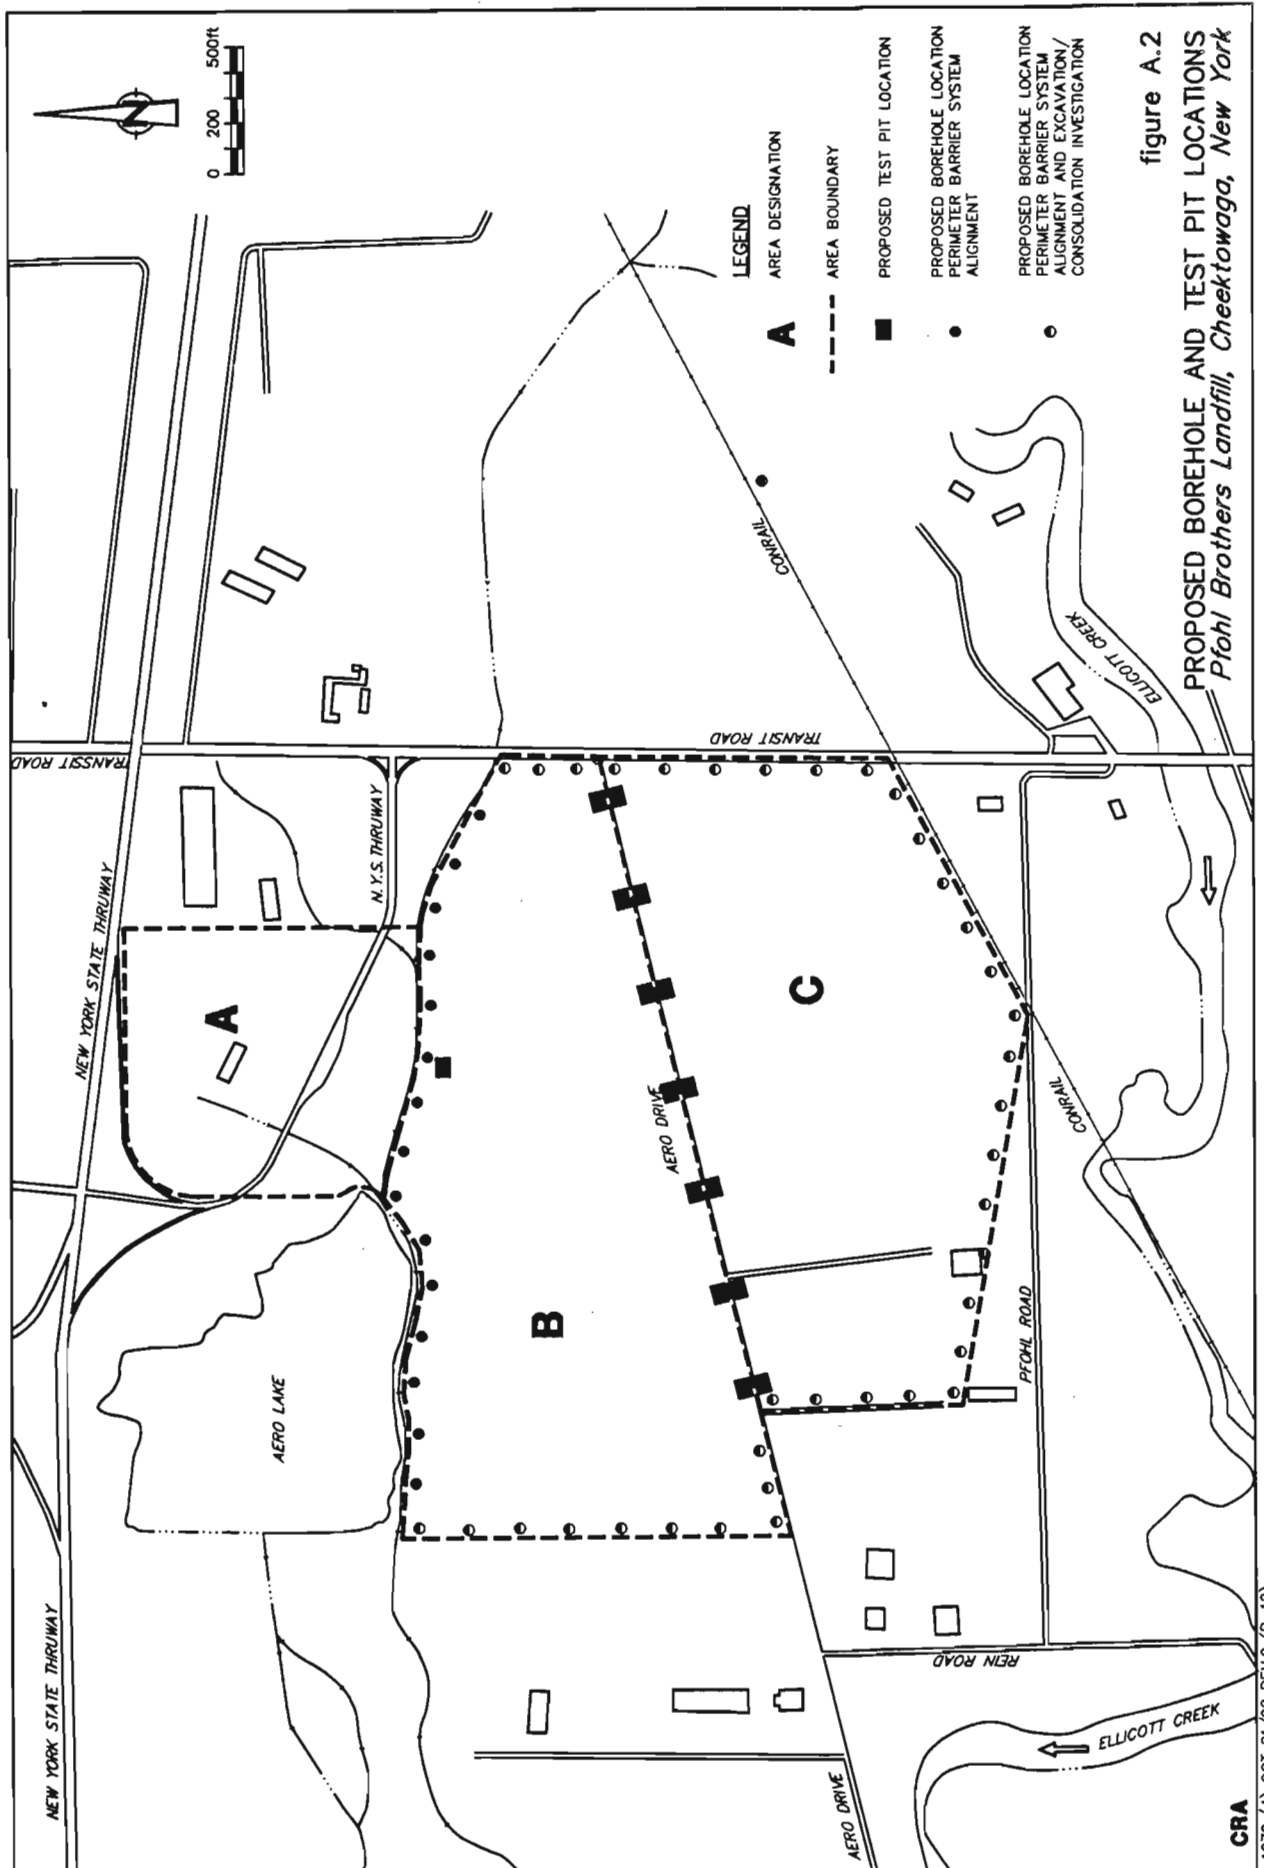 0 200 500ft
N
LEGEND
A AREA DESIGNATION
AREA BOUNDARY
PROPOSED TEST PIT LOCATION
PROPOSED BOREHOLE LOCATION
PERIMETER BARRIER SYSTEM
ALIGNMENT
PROPOSED BOREHOLE LOCATION
PERIMETER BARRIER SYSTEM
ALIGNMENT AND EXCAVATION/
CONSOLIDATION INVESTIGATION
NEW YORK STATE THRUWAY
NEW YORK STATE THRUWAY
TRANSSIT ROAD
N.Y.S. THRUWAY
A
AERO LAKE
B
AERO DRIVE
C
TRANSIT ROAD
CONRAIL
CONRAIL
PFOHL ROAD
REIN ROAD
AERO DRIVE
ELLICOTT CREEK
ELLICOTT CREEK
figure A.2
PROPOSED BOREHOLE AND TEST PIT LOCATIONS
Pfohl Brothers Landfill, Cheektowaga, New York
CRA